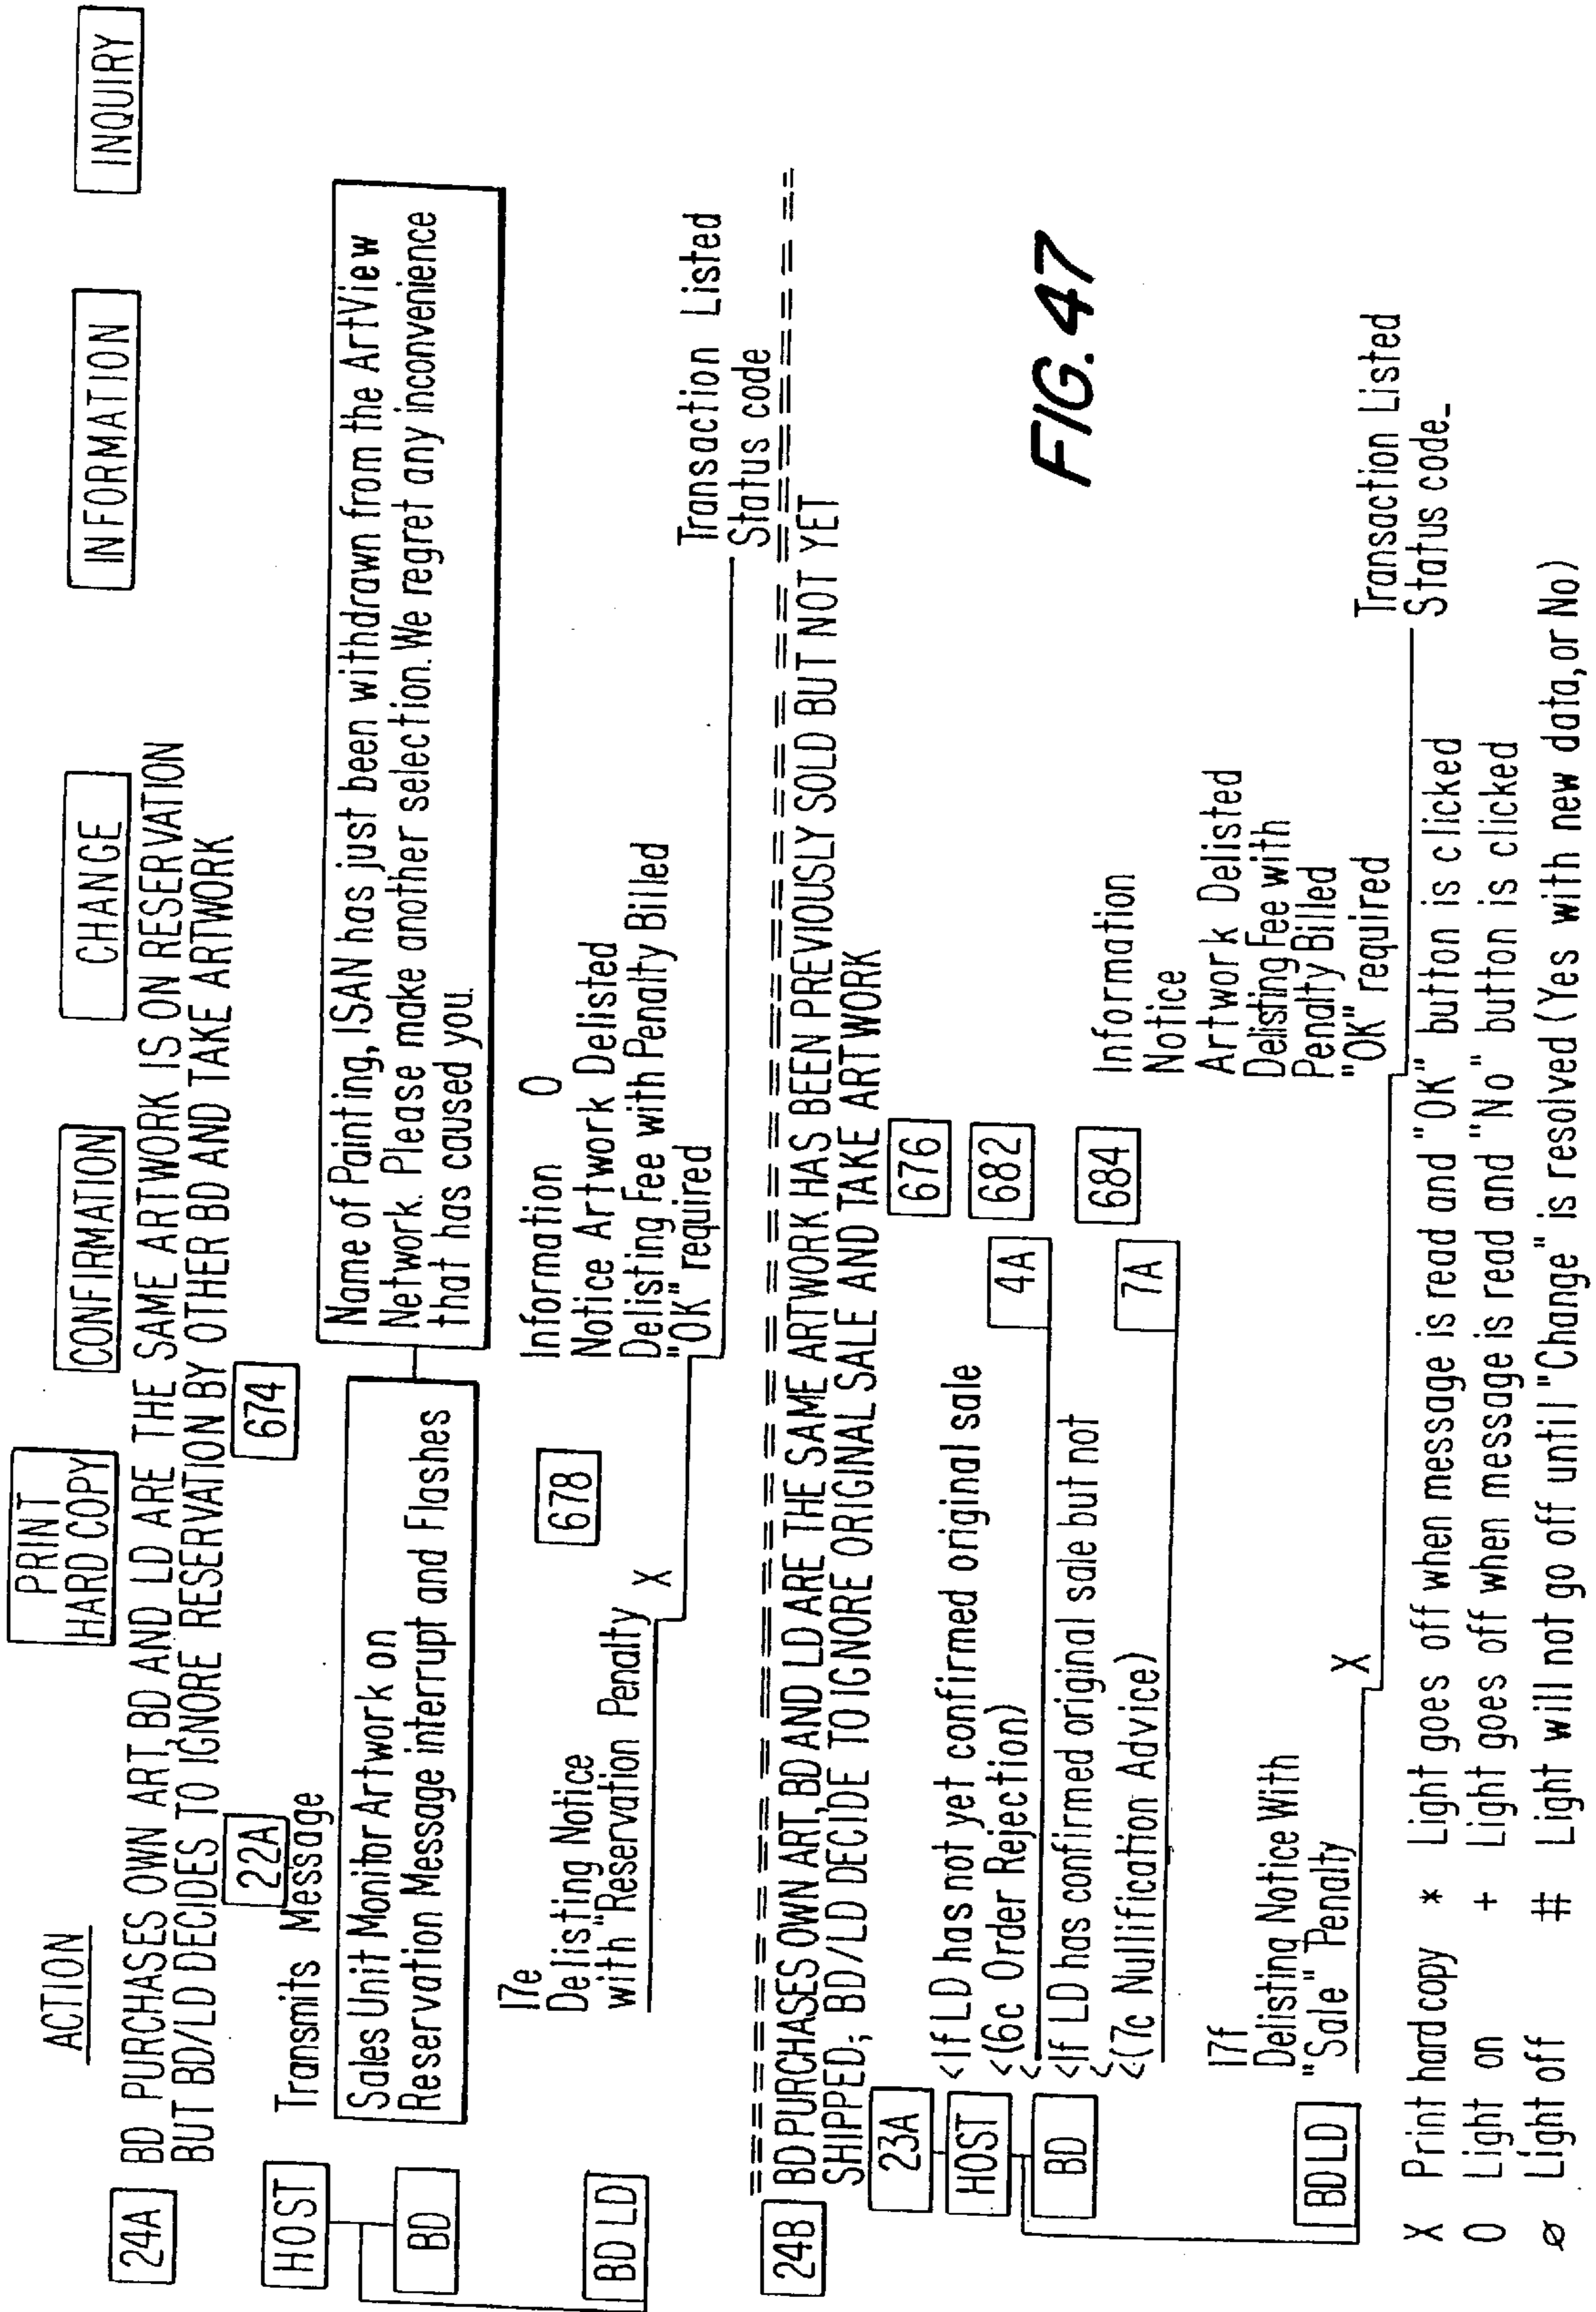 ACTION
PRINT
HARD COPY
CONFIRMATION
CHANGE
INFORMATION
INQUIRY
24A
BD PURCHASES OWN ART, BD AND LD ARE THE SAME ARTWORK IS ON RESERVATION
BUT BD/LD DECIDES TO IGNORE RESERVATION BY OTHER BD AND TAKE ARTWORK
22A
674
HOST
Transmits Message
BD
Sales Unit Monitor Artwork on
Reservation Message interrupt and Flashes
Name of Painting, ISAN has just been withdrawn from the ArtView
Network. Please make another selection. We regret any inconvenience
that has caused you.
17e
Delisting Notice
with "Reservation Penalty
X
678
Information O
Notice Artwork Delisted
Delisting Fee with Penalty Billed
"OK" required
BD LD
Transaction Listed
Status code
24B
BD PURCHASES OWN ART, BD AND LD ARE THE SAME ARTWORK HAS BEEN PREVIOUSLY SOLD BUT NOT YET
SHIPPED; BD/LD DECIDE TO IGNORE ORIGINAL SALE AND TAKE ARTWORK
23A
676
HOST
<If LD has not yet confirmed original sale
<(6c Order Rejection)
<
4A
682
BD
<If LD has confirmed original sale but not
<
<(7c Nullification Advice)
7A
684
Information
Notice
Artwork Delisted
Delisting Fee with
Penalty Billed
"OK" required
17f
Delisting Notice With
"Sale" Penalty
X
BD LD
Transaction Listed
Status code_
FIG. 47
X Print hard copy * Light goes off when message is read and "OK" button is clicked
O Light on + Light goes off when message is read and "No" button is clicked
ø Light off # Light will not go off until "Change" is resolved (Yes with new data, or No)